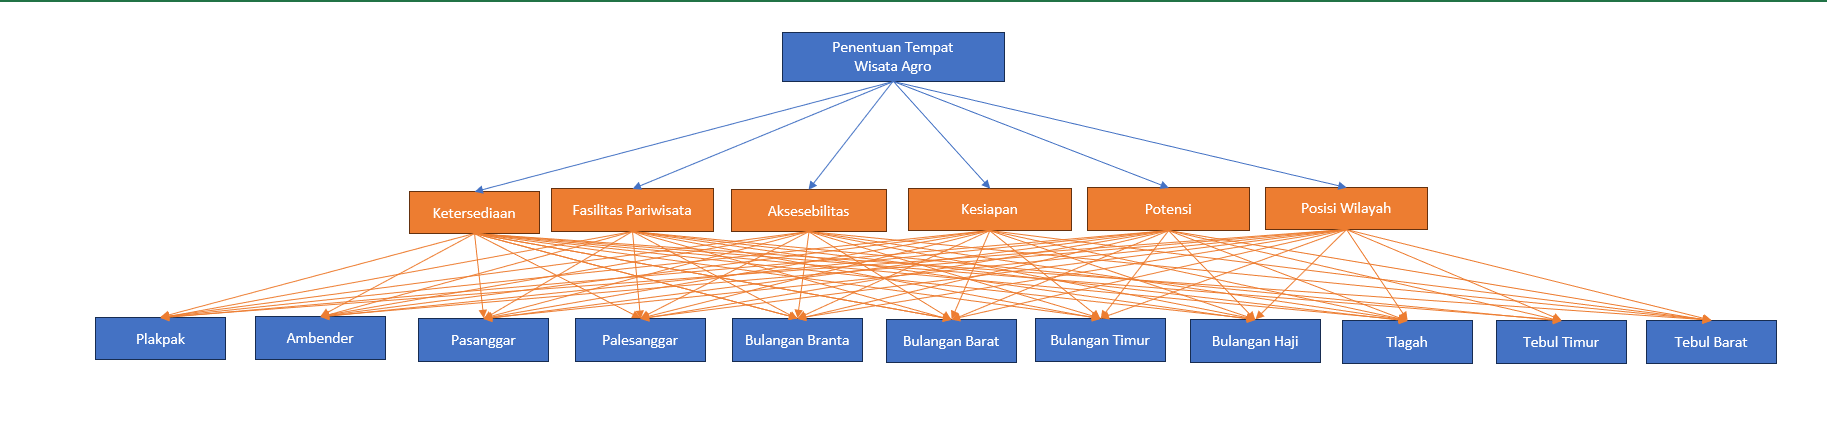 Penentuan Tempat
Wisata Agro
Ketersediaan
Fasilitas Pariwisata
Aksesebilitas
Kesiapan
Potensi
Posisi Wilayah
Plakpak
Ambender
Pasanggar
Palesanggar
Bulangan Branta
Bulangan Barat
Bulangan Timur
Bulangan Haji
Tlagah
Tebul Timur
Tebul Barat